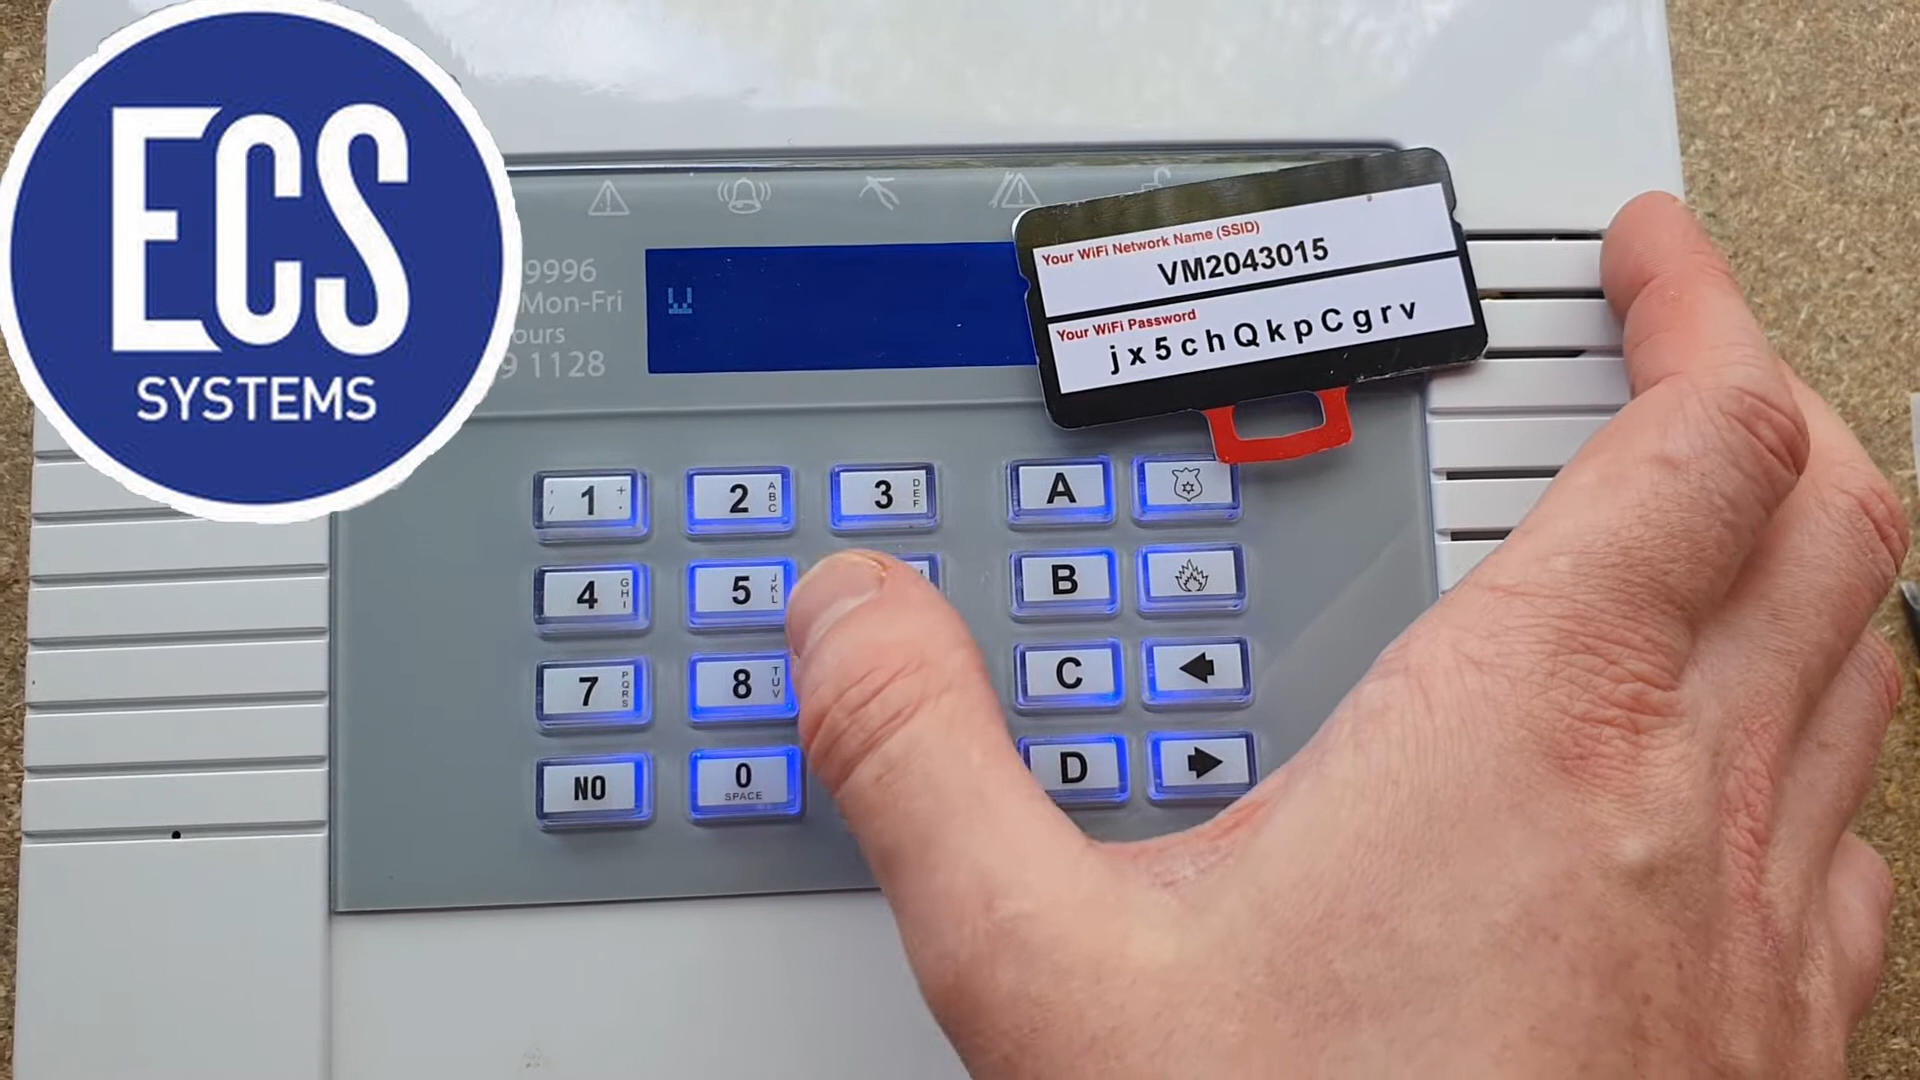 ECS
SYSTEMS
9996
Mon-Fri
ours
9 1128
Your WiFi Network Name (SSID)
VM2043015
Your WiFi Password
jx5chQkpCgrv
1
2 ABC
3 DEF
A
4 GHI
5 JKL
B
7 PQRS
8 TUV
C
NO
0
SPACE
D